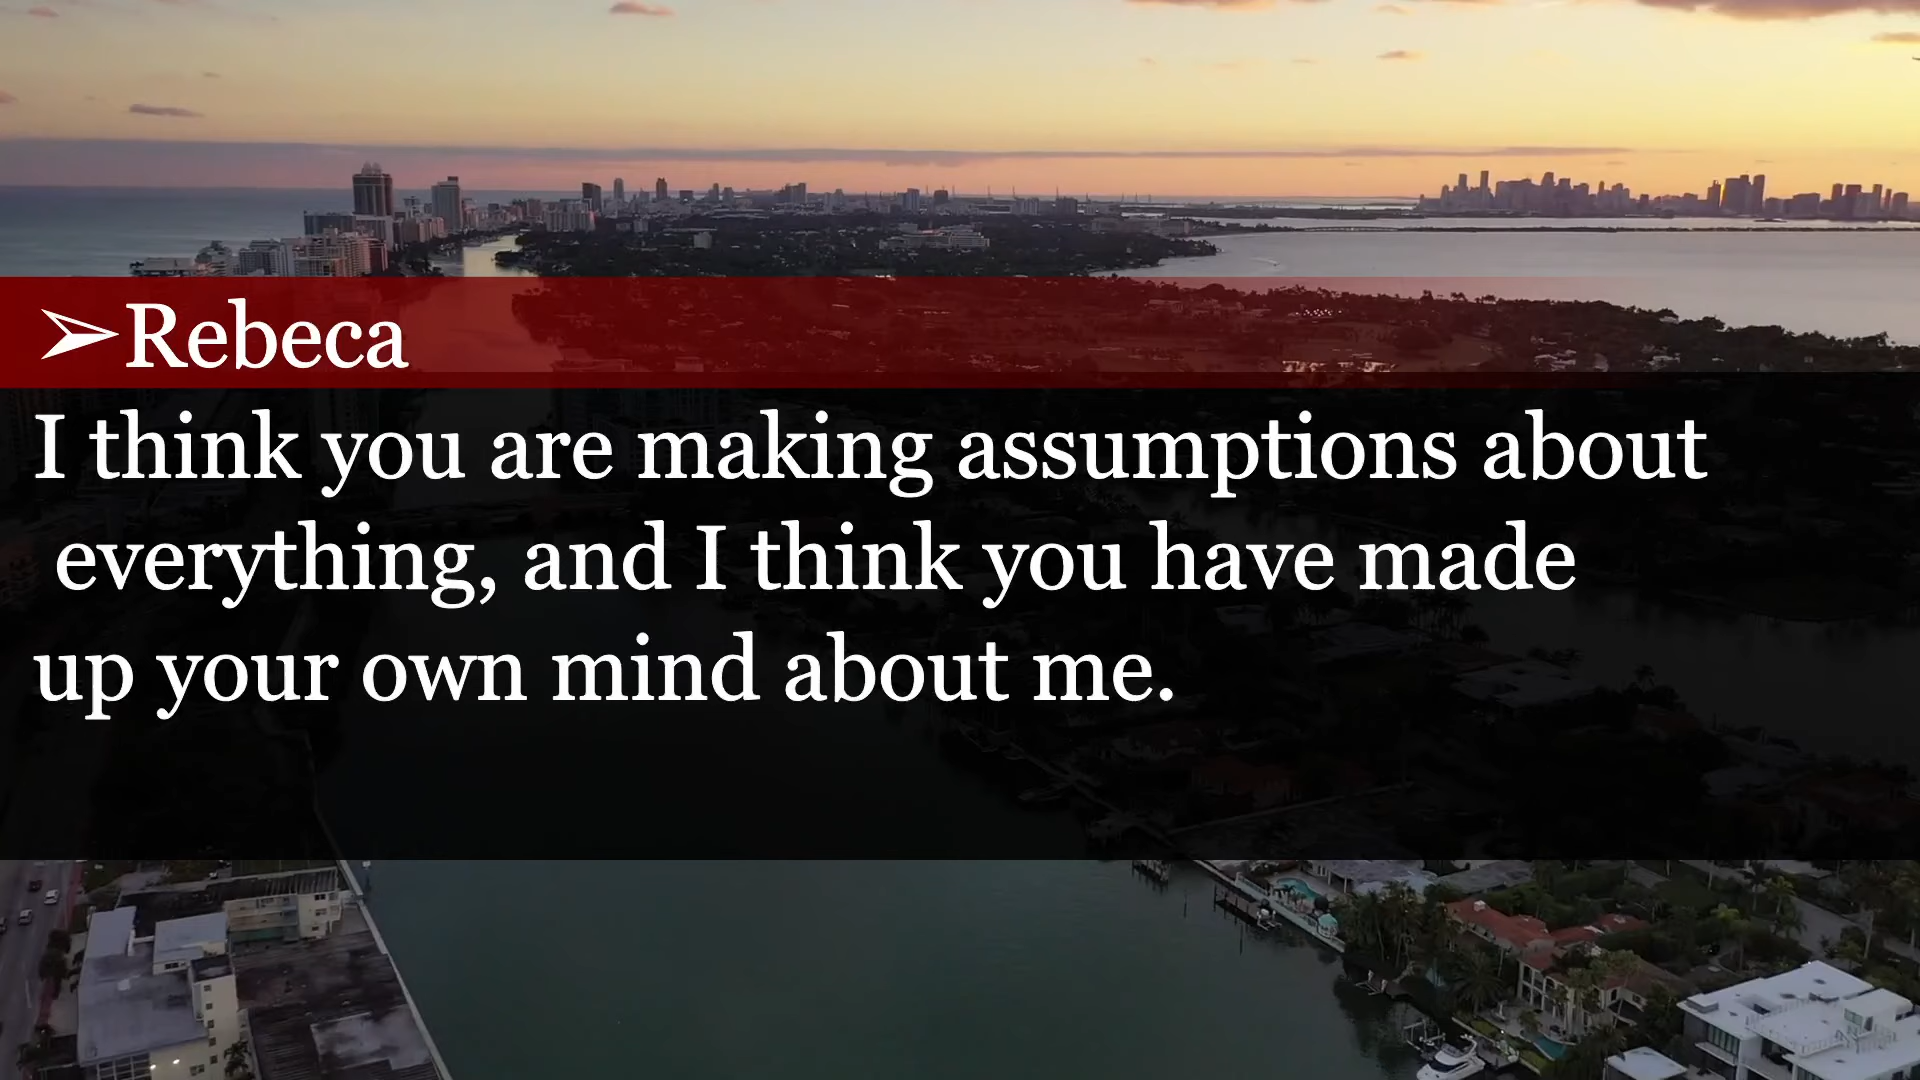 ➢Rebeca
I think you are making assumptions about
everything, and I think you have made
up your own mind about me.